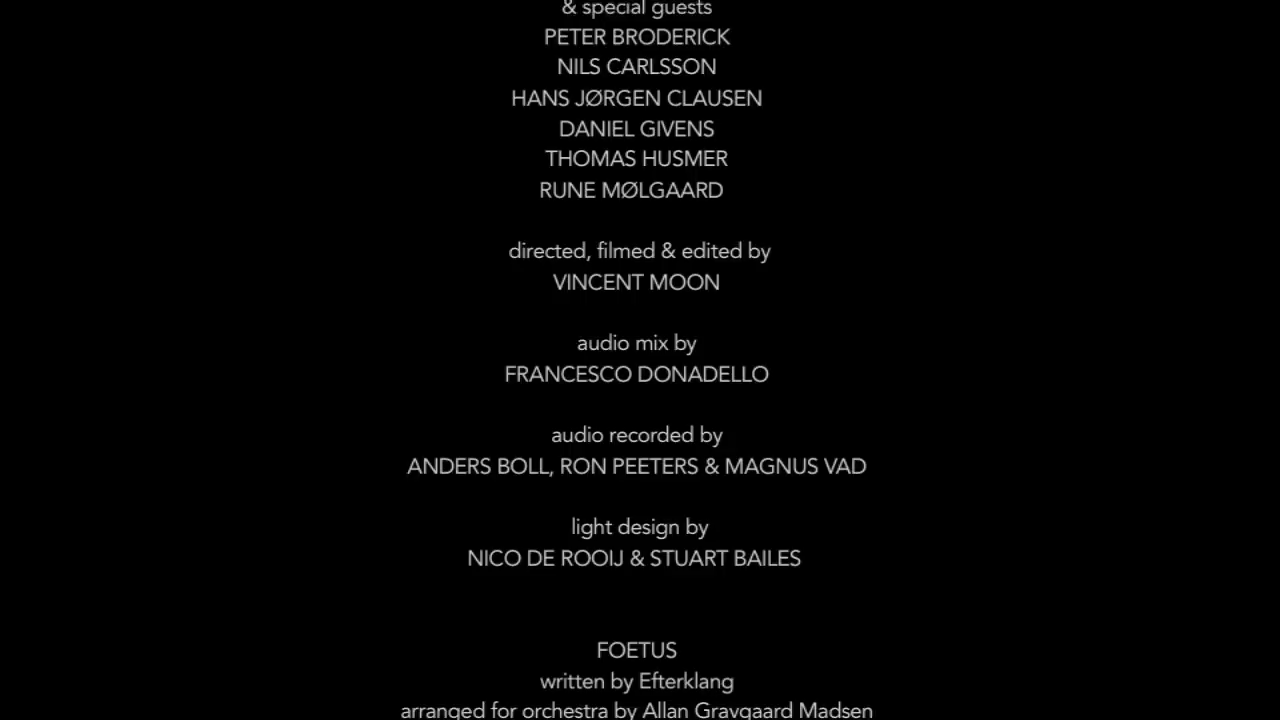 & special guests
PETER BRODERICK
NILS CARLSSON
HANS JØRGEN CLAUSEN
DANIEL GIVENS
THOMAS HUSMER
RUNE MØLGAARD
directed, filmed & edited by
VINCENT MOON
audio mix by
FRANCESCO DONADELLO
audio recorded by
ANDERS BOLL, RON PEETERS & MAGNUS VAD
light design by
NICO DE ROOIJ & STUART BAILES
FOETUS
written by Efterklang
arranged for orchestra by Allan Gravgaard Madsen